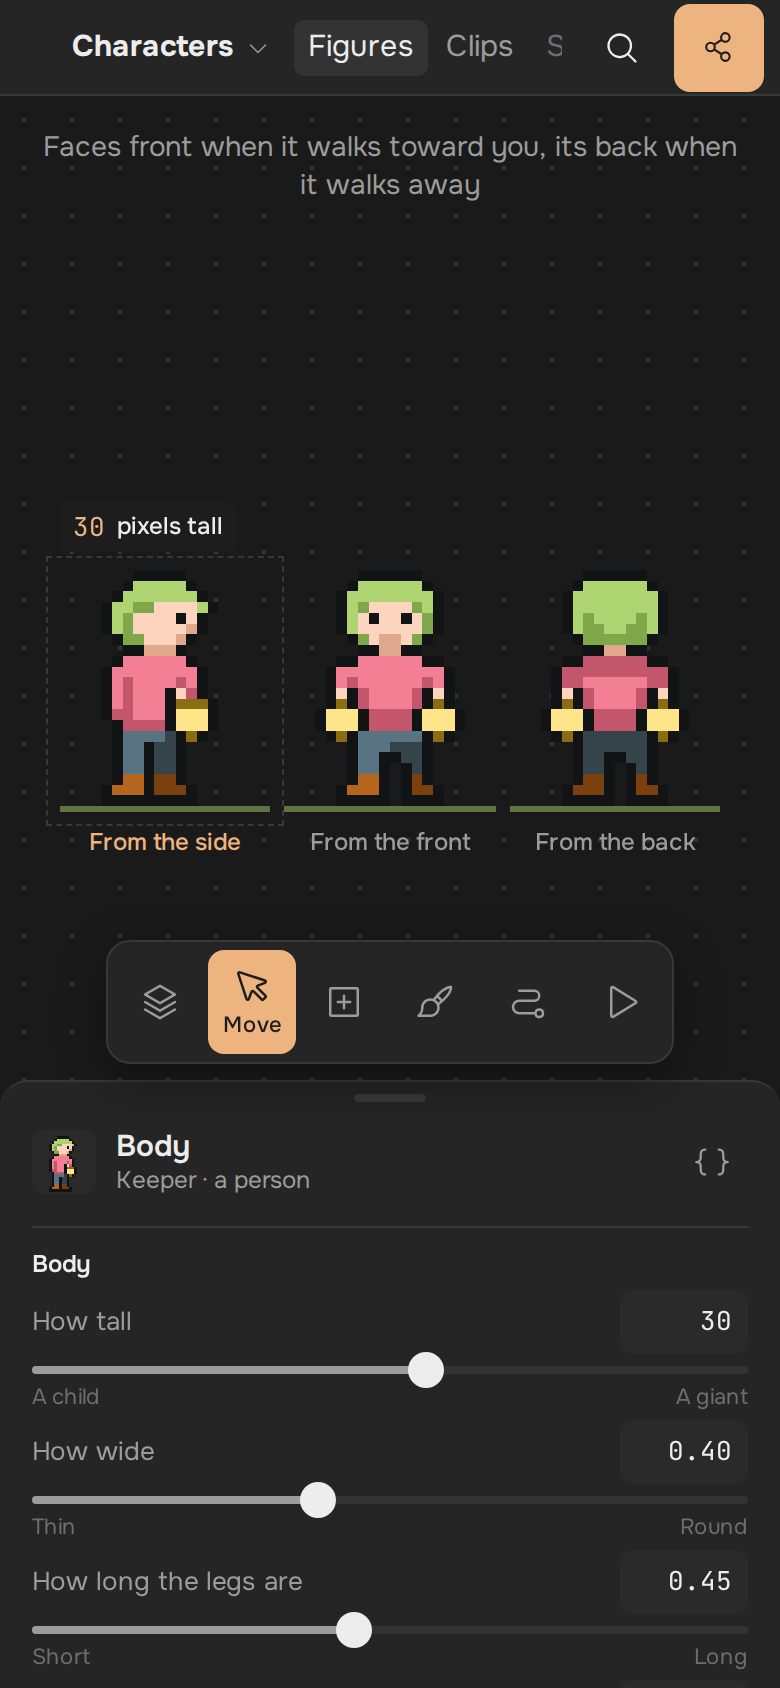 Characters
Figures
Clips
S
Faces front when it walks toward you, its back when
it walks away
30 pixels tall
From the side
From the front
From the back
Move
Body
Keeper · a person
Body
How tall
30
A child
A giant
How wide
0.40
Thin
Round
How long the legs are
0.45
Short
Long